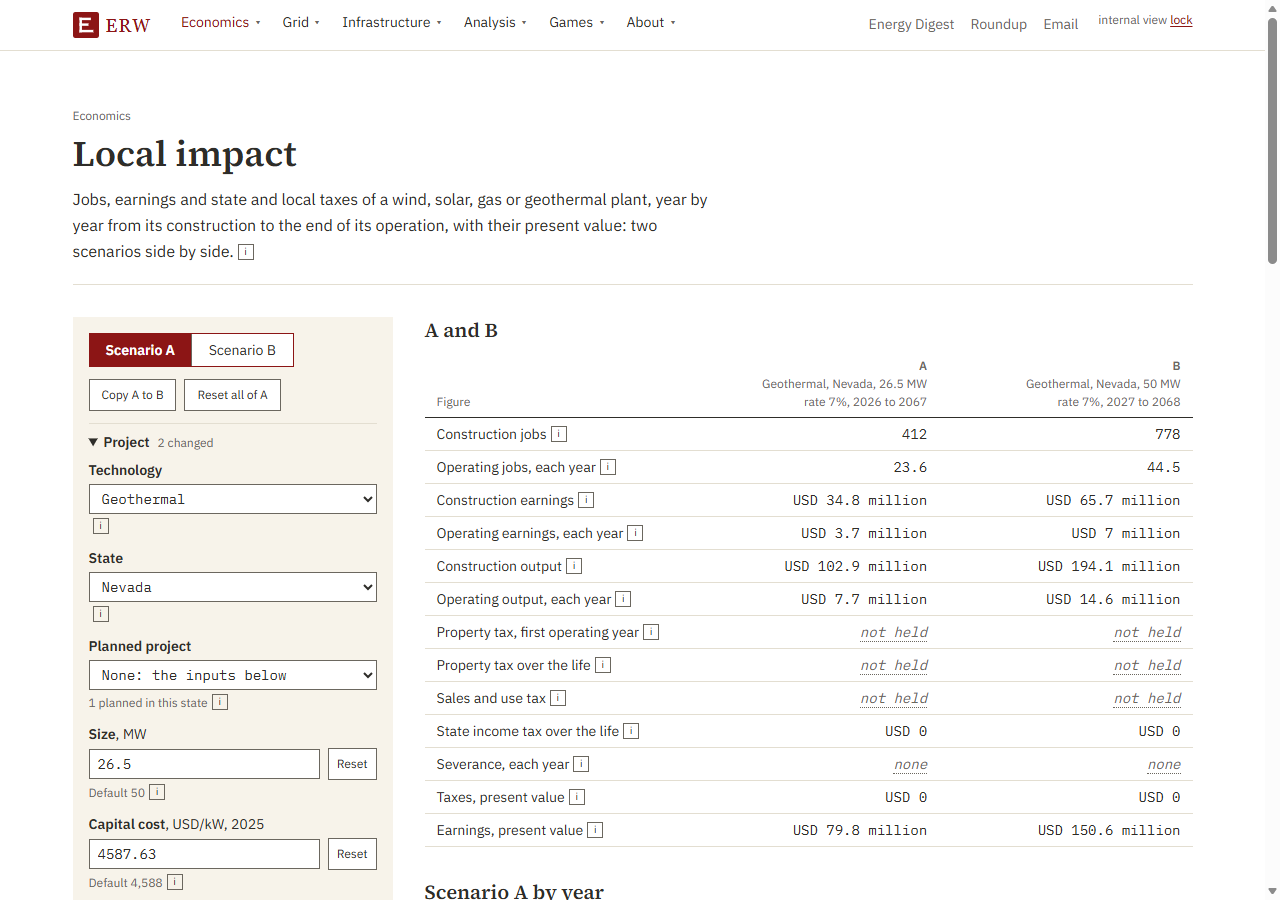 E ERW
Economics ▾ Grid ▾ Infrastructure ▾ Analysis ▾ Games ▾ About ▾ Energy Digest Roundup Email internal view lock
Economics
Local impact
Jobs, earnings and state and local taxes of a wind, solar, gas or geothermal plant, year by
year from its construction to the end of its operation, with their present value: two
scenarios side by side. i
Scenario A Scenario B
Copy A to B Reset all of A
▼ Project 2 changed
Technology
Geothermal
i
State
Nevada
i
Planned project
None: the inputs below
1 planned in this state i
Size, MW
26.5 Reset
Default 50 i
Capital cost, USD/kW, 2025
4587.63 Reset
Default 4,588 i
A and B
A B
Geothermal, Nevada, 26.5 MW Geothermal, Nevada, 50 MW
Figure rate 7%, 2026 to 2067 rate 7%, 2027 to 2068
Construction jobs i 412 778
Operating jobs, each year i 23.6 44.5
Construction earnings i USD 34.8 million USD 65.7 million
Operating earnings, each year i USD 3.7 million USD 7 million
Construction output i USD 102.9 million USD 194.1 million
Operating output, each year i USD 7.7 million USD 14.6 million
Property tax, first operating year i not held not held
Property tax over the life i not held not held
Sales and use tax i not held not held
State income tax over the life i USD 0 USD 0
Severance, each year i none none
Taxes, present value i USD 0 USD 0
Earnings, present value i USD 79.8 million USD 150.6 million
Scenario A by year